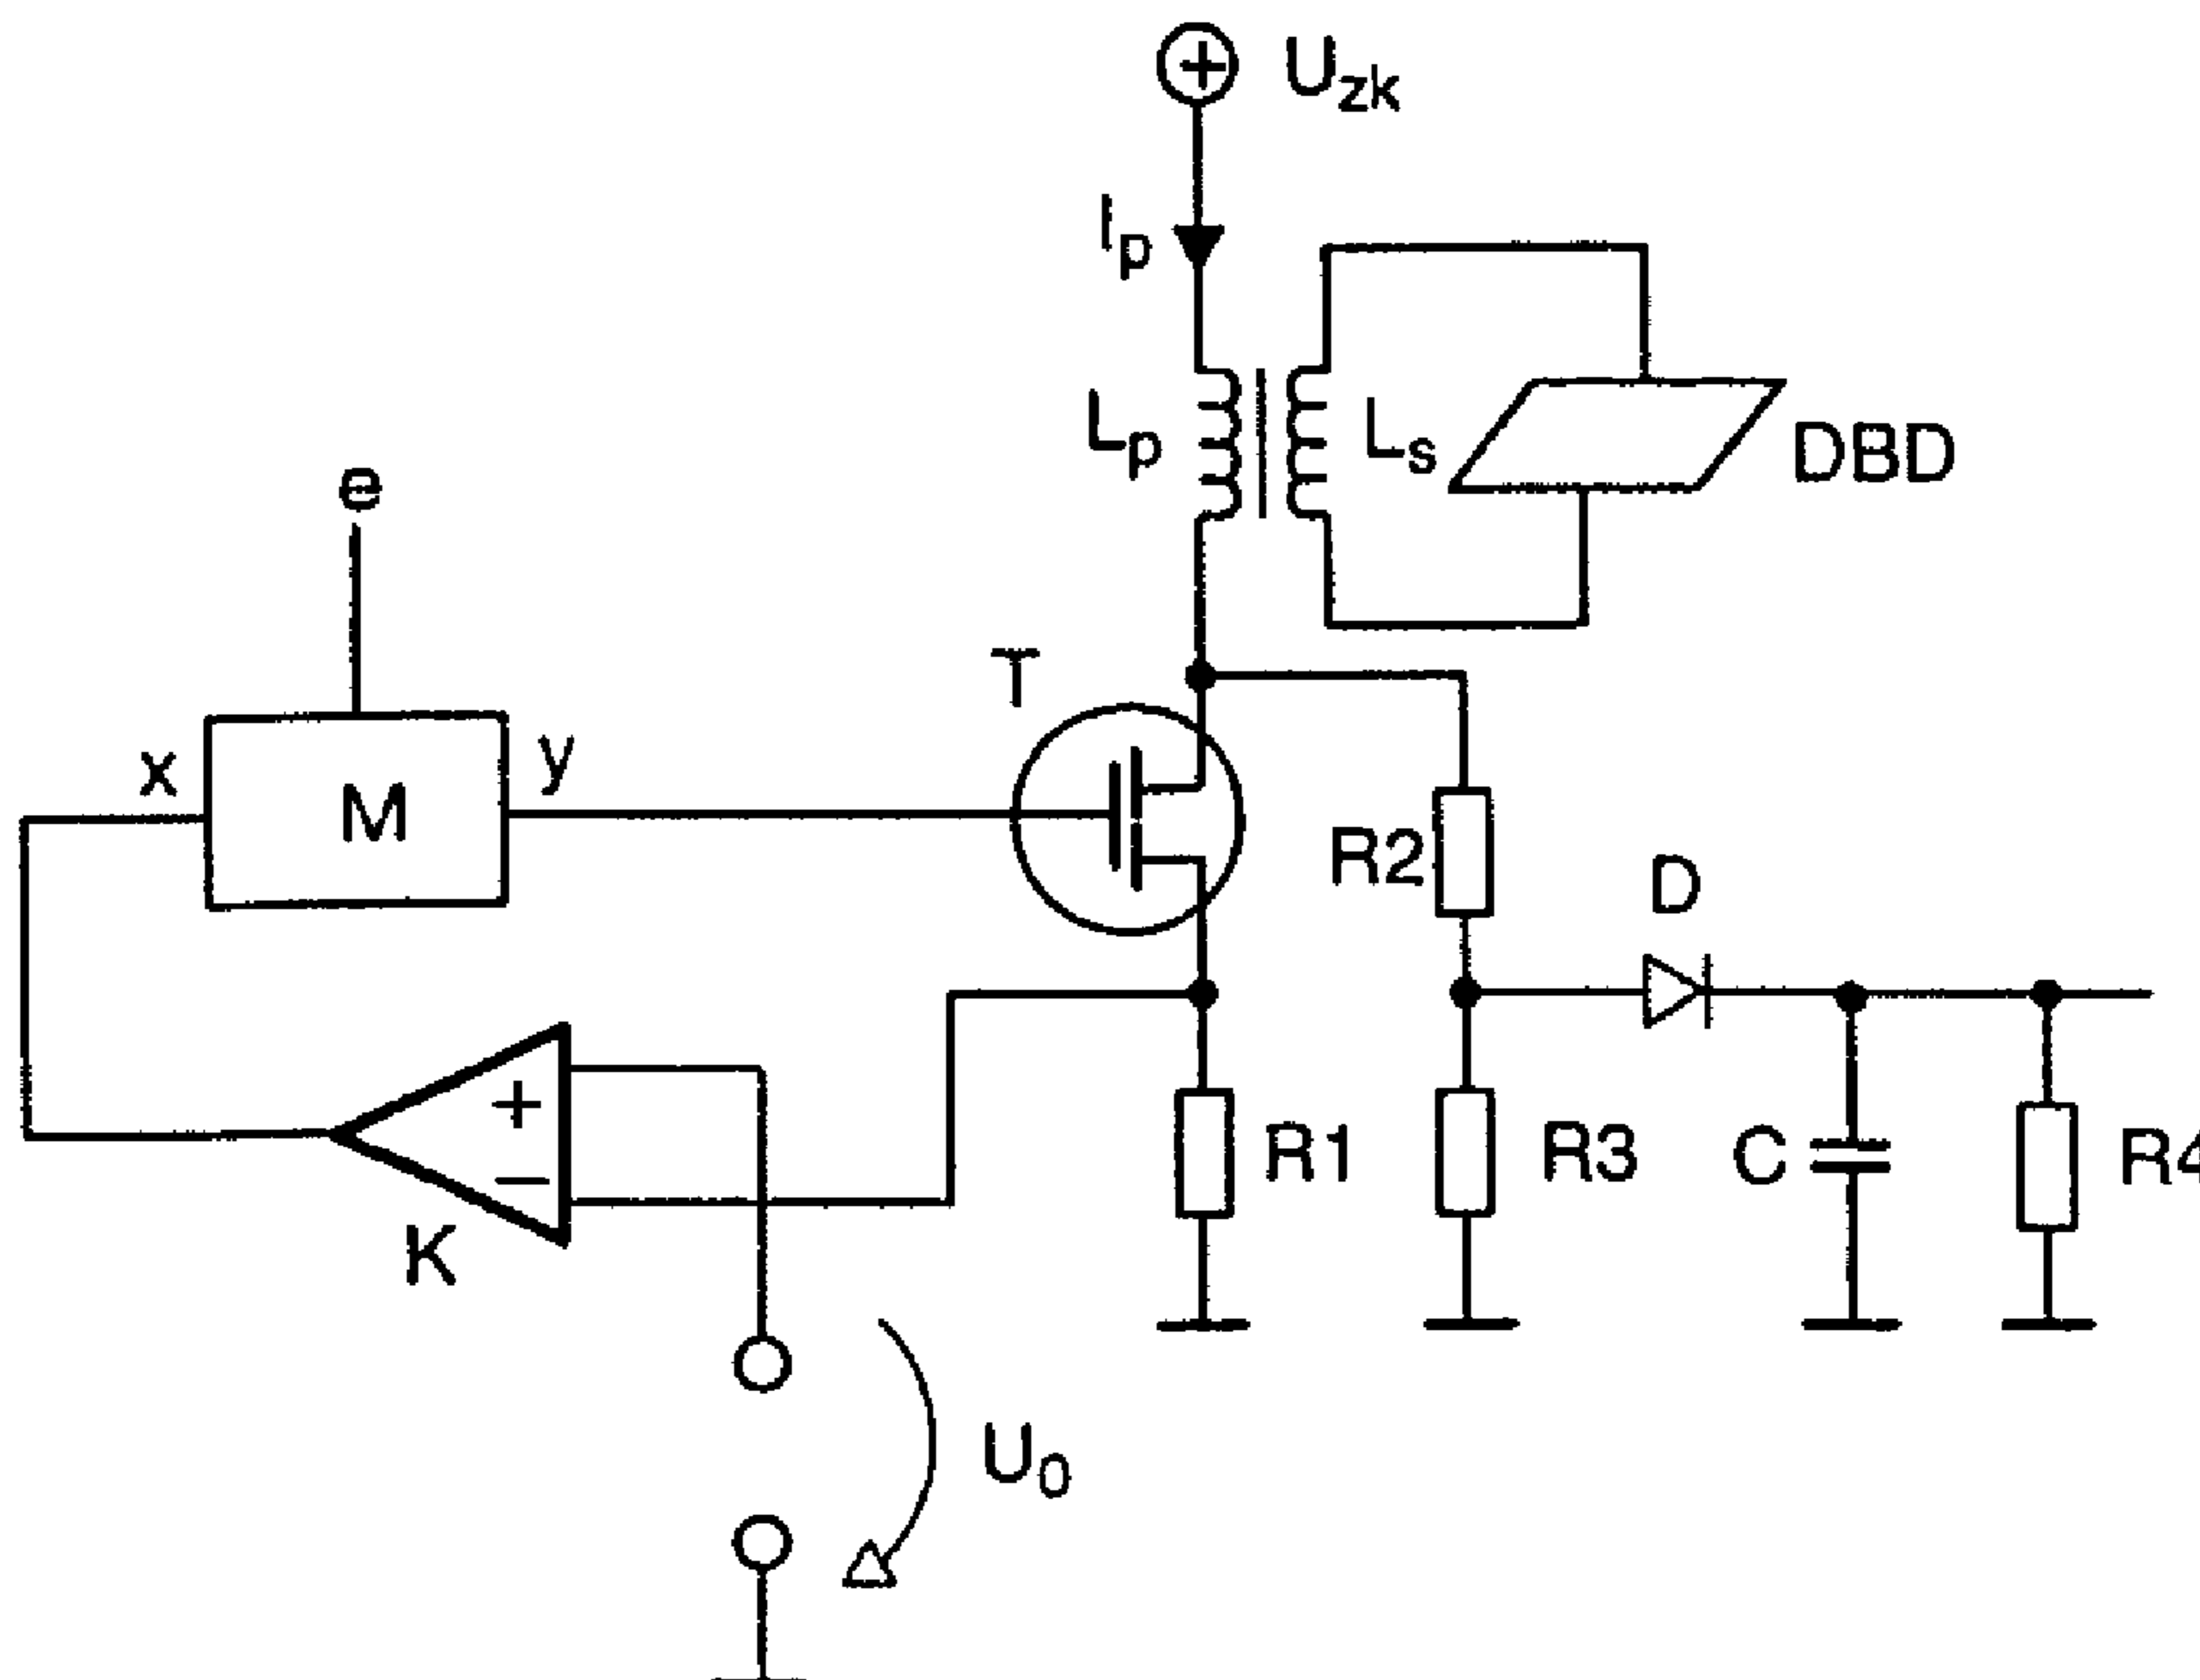 + U_zk
I_p
L_p
L_s
DBD
e
T
x
M
y
R2
D
+
−
K
R1
R3
C
R4
U_0